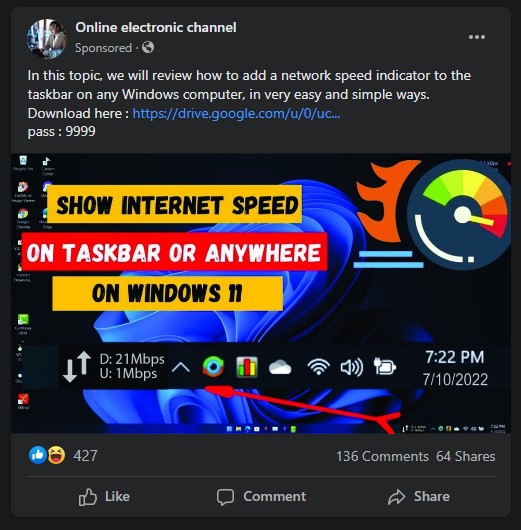 Online electronic channel
Sponsored ·
In this topic, we will review how to add a network speed indicator to the
taskbar on any Windows computer, in very easy and simple ways.
Download here : https://drive.google.com/u/0/uc...
pass : 9999
SHOW INTERNET SPEED
ON TASKBAR OR ANYWHERE
ON WINDOWS 11
D: 21Mbps
U: 1Mbps
7:22 PM
7/10/2022
427
136 Comments 64 Shares
Like
Comment
Share